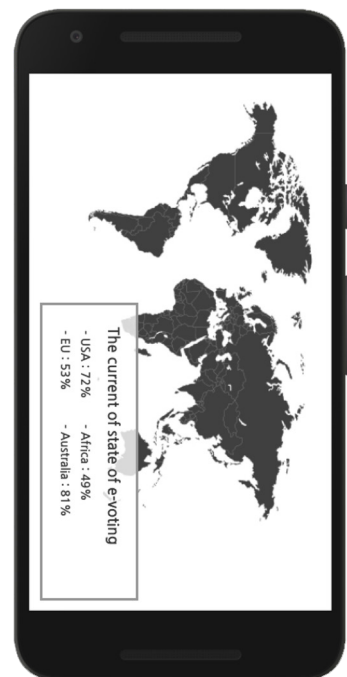 The current of state of e-voting
- USA : 72% - Africa : 49%
- EU : 53% - Australia : 81%